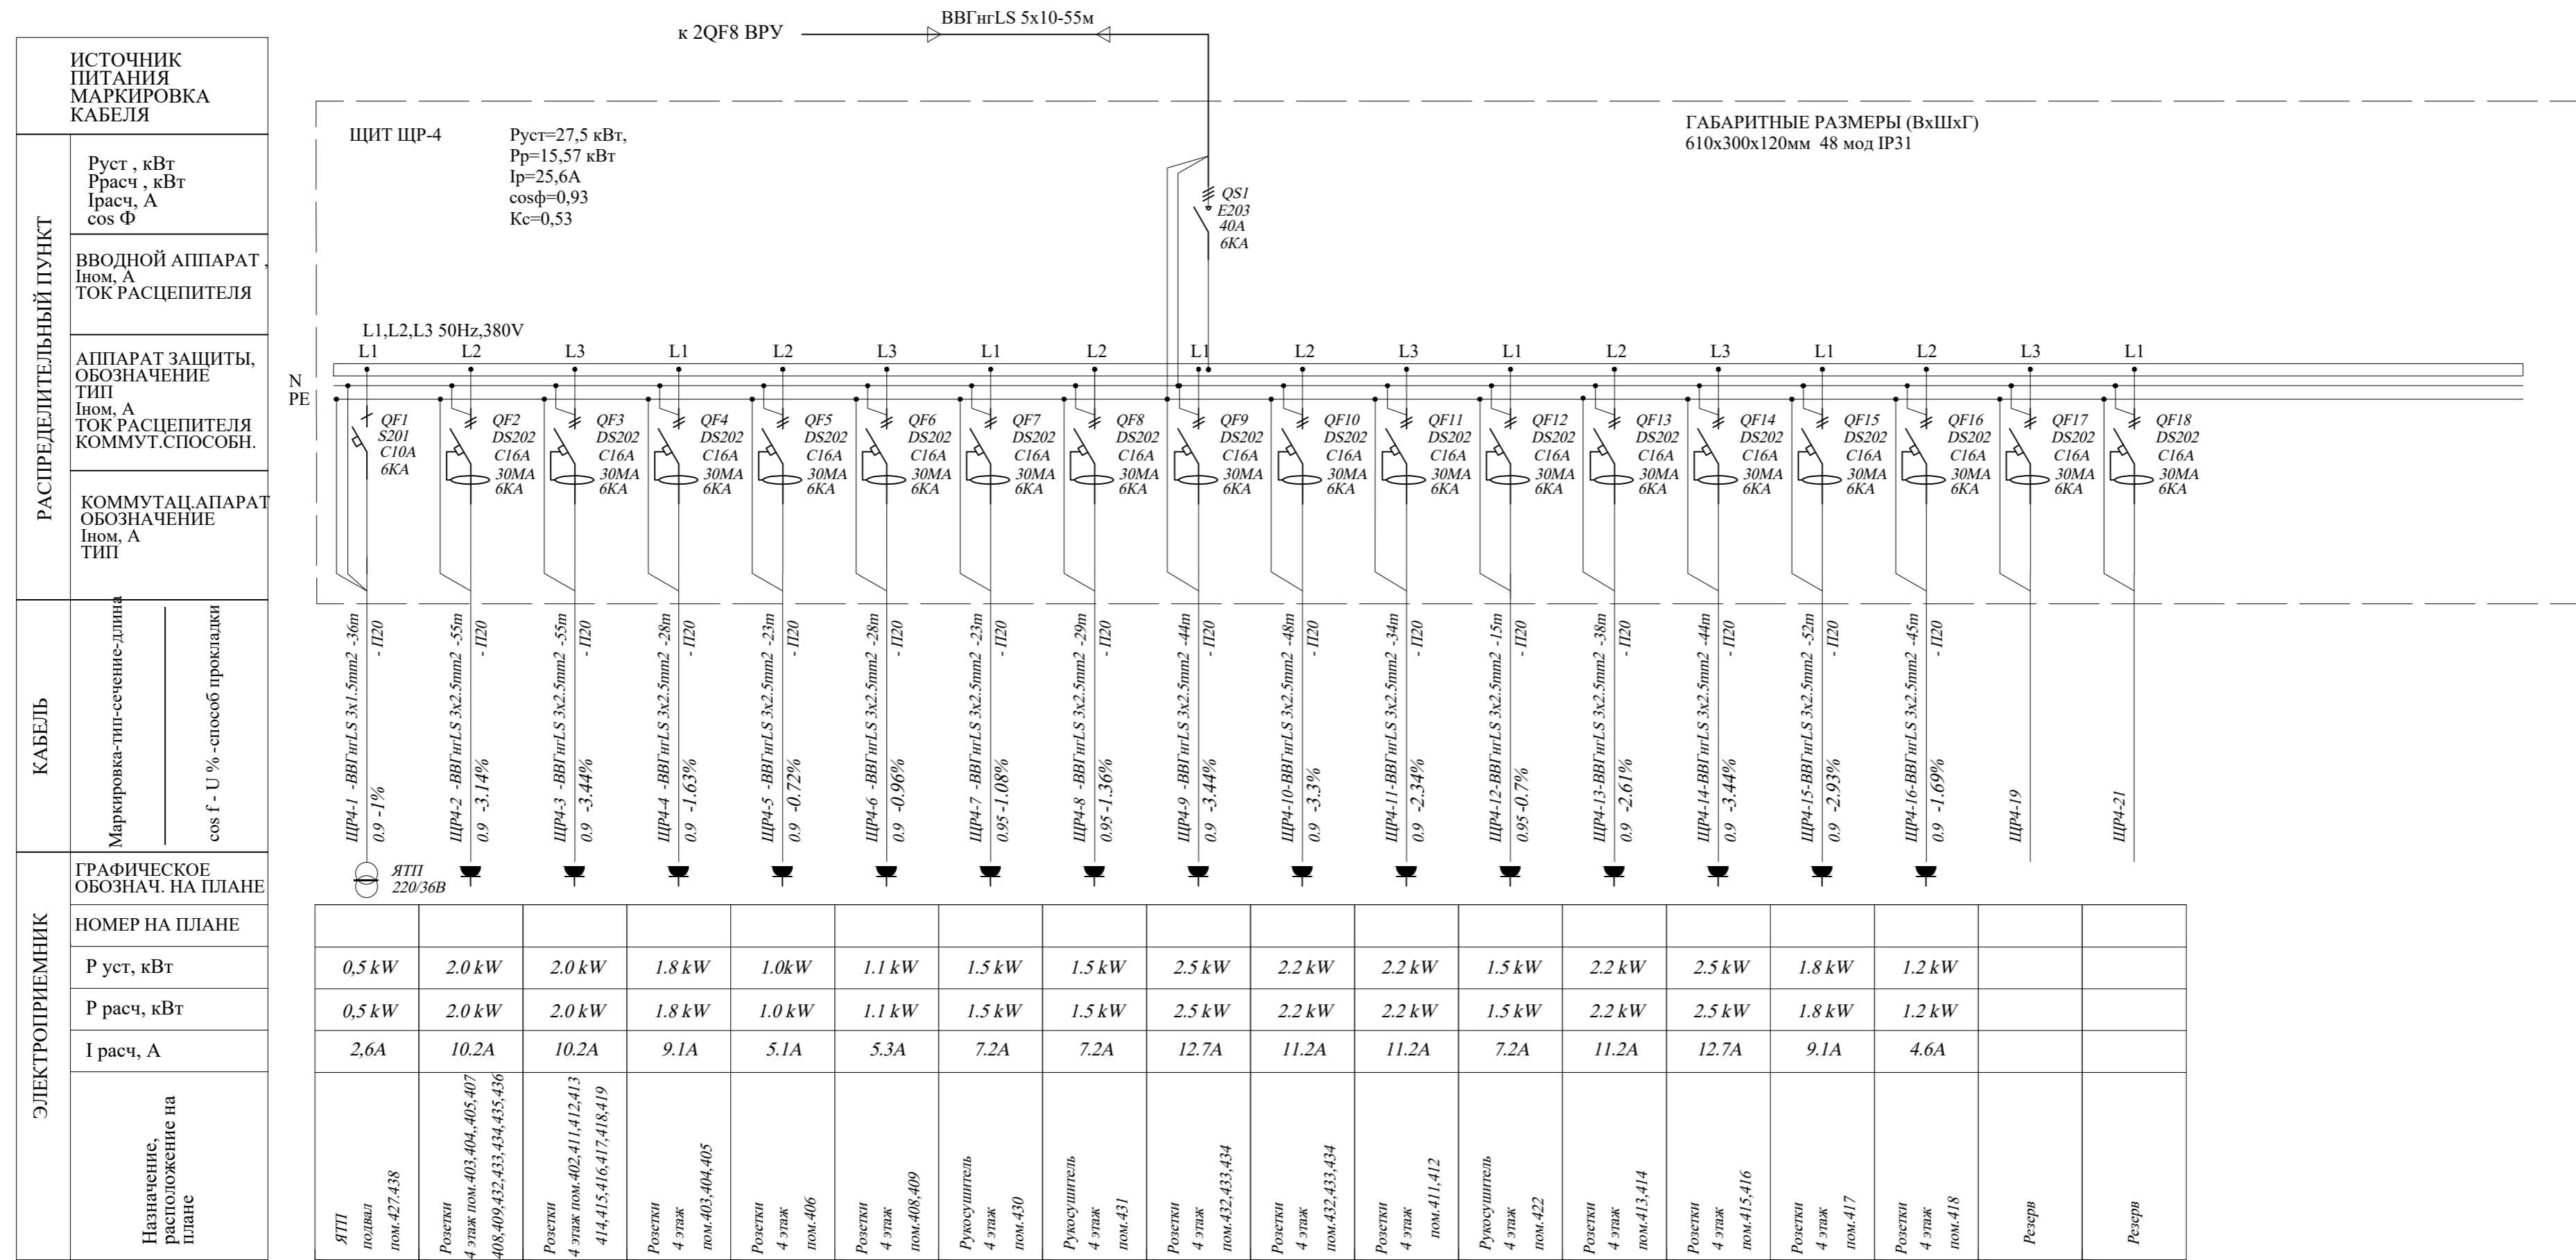 ВВГнгLS 5х10-55м
к 2QF8 ВРУ
ИСТОЧНИК
ПИТАНИЯ
МАРКИРОВКА
КАБЕЛЯ
РАСПРЕДЕЛИТЕЛЬНЫЙ ПУНКТ
Руст , кВт
Ррасч , кВт
Iрасч, А
cos Ф
ВВОДНОЙ АППАРАТ ,
Iном, А
ТОК РАСЦЕПИТЕЛЯ
АППАРАТ ЗАЩИТЫ,
ОБОЗНАЧЕНИЕ
ТИП
Iном, А
ТОК РАСЦЕПИТЕЛЯ
КОММУТ.СПОСОБН.
КОММУТАЦ.АПАРАТ
ОБОЗНАЧЕНИЕ
Iном, А
ТИП
ЩИТ ЩР-4
Руст=27,5 кВт,
Рр=15,57 кВт
Iр=25,6А
cosф=0,93
Кс=0,53
ГАБАРИТНЫЕ РАЗМЕРЫ (ВхШхГ)
610х300х120мм 48 мод IP31
QS1
E203
40A
6KA
L1,L2,L3 50Hz,380V
L1 L2 L3 L1 L2 L3 L1 L2 L1 L2 L3 L1 L2 L3 L1 L2 L3 L1
N
PE
QF1
S201
C10A
6KA
QF2
DS202
C16A
30MA
6KA
QF3
DS202
C16A
30MA
6KA
QF4
DS202
C16A
30MA
6KA
QF5
DS202
C16A
30MA
6KA
QF6
DS202
C16A
30MA
6KA
QF7
DS202
C16A
30MA
6KA
QF8
DS202
C16A
30MA
6KA
QF9
DS202
C16A
30MA
6KA
QF10
DS202
C16A
30MA
6KA
QF11
DS202
C16A
30MA
6KA
QF12
DS202
C16A
30MA
6KA
QF13
DS202
C16A
30MA
6KA
QF14
DS202
C16A
30MA
6KA
QF15
DS202
C16A
30MA
6KA
QF16
DS202
C16A
30MA
6KA
QF17
DS202
C16A
30MA
6KA
QF18
DS202
C16A
30MA
6KA
КАБЕЛЬ
Маркировка-тип-сечение-длина
cos f - U % -способ прокладки
ЩР4-1 -ВВГнгLS 3х1.5mm2 -36m
0.9 -1% - П20
ЩР4-2 -ВВГнгLS 3х2.5mm2 -55m
0.9 -3.14% - П20
ЩР4-3 -ВВГнгLS 3х2.5mm2 -55m
0.9 -3.44% - П20
ЩР4-4 -ВВГнгLS 3х2.5mm2 -28m
0.9 -1.63% - П20
ЩР4-5 -ВВГнгLS 3х2.5mm2 -23m
0.9 -0.72% - П20
ЩР4-6 -ВВГнгLS 3х2.5mm2 -28m
0.9 -0.96% - П20
ЩР4-7 -ВВГнгLS 3х2.5mm2 -23m
0.95 -1.08% - П20
ЩР4-8 -ВВГнгLS 3х2.5mm2 -29m
0.95 -1.36% - П20
ЩР4-9 -ВВГнгLS 3х2.5mm2 -44m
0.9 -3.44% - П20
ЩР4-10-ВВГнгLS 3х2.5mm2 -48m
0.9 -3.3% - П20
ЩР4-11-ВВГнгLS 3х2.5mm2 -34m
0.9 -2.34% - П20
ЩР4-12-ВВГнгLS 3х2.5mm2 -15m
0.95 -0.7% - П20
ЩР4-13-ВВГнгLS 3х2.5mm2 -38m
0.9 -2.61% - П20
ЩР4-14-ВВГнгLS 3х2.5mm2 -44m
0.9 -3.44% - П20
ЩР4-15-ВВГнгLS 3х2.5mm2 -52m
0.9 -2.93% - П20
ЩР4-16-ВВГнгLS 3х2.5mm2 -45m
0.9 -1.69% - П20
ЩР4-19
ЩР4-21
ЭЛЕКТРОПРИЕМНИК
ГРАФИЧЕСКОЕ
ОБОЗНАЧ. НА ПЛАНЕ
ЯТП
220/36В
НОМЕР НА ПЛАНЕ
Р уст, кВт 0,5 kW 2.0 kW 2.0 kW 1.8 kW 1.0kW 1.1 kW 1.5 kW 1.5 kW 2.5 kW 2.2 kW 2.2 kW 1.5 kW 2.2 kW 2.5 kW 1.8 kW 1.2 kW
Р расч, кВт 0,5 kW 2.0 kW 2.0 kW 1.8 kW 1.0 kW 1.1 kW 1.5 kW 1.5 kW 2.5 kW 2.2 kW 2.2 kW 1.5 kW 2.2 kW 2.5 kW 1.8 kW 1.2 kW
I расч, А 2,6A 10.2A 10.2A 9.1A 5.1A 5.3A 7.2A 7.2A 12.7A 11.2A 11.2A 7.2A 11.2A 12.7A 9.1A 4.6A
Назначение,
расположение на
плане
ЯТП
подвал
пом.427.438
Розетки
4 этаж пом.403,404,,405,407
408,409,432,433,434,435,436
Розетки
4 этаж пом.402,411,412,413
414,415,416,417,418,419
Розетки
4 этаж
пом.403,404,405
Розетки
4 этаж
пом.406
Розетки
4 этаж
пом.408,409
Рукосушитель
4 этаж
пом.430
Рукосушитель
4 этаж
пом.431
Розетки
4 этаж
пом.432,433,434
Розетки
4 этаж
пом.432,433,434
Розетки
4 этаж
пом.411,412
Рукосушитель
4 этаж
пом.422
Розетки
4 этаж
пом.413,414
Розетки
4 этаж
пом.415,416
Розетки
4 этаж
пом.417
Розетки
4 этаж
пом.418
Резерв
Резерв